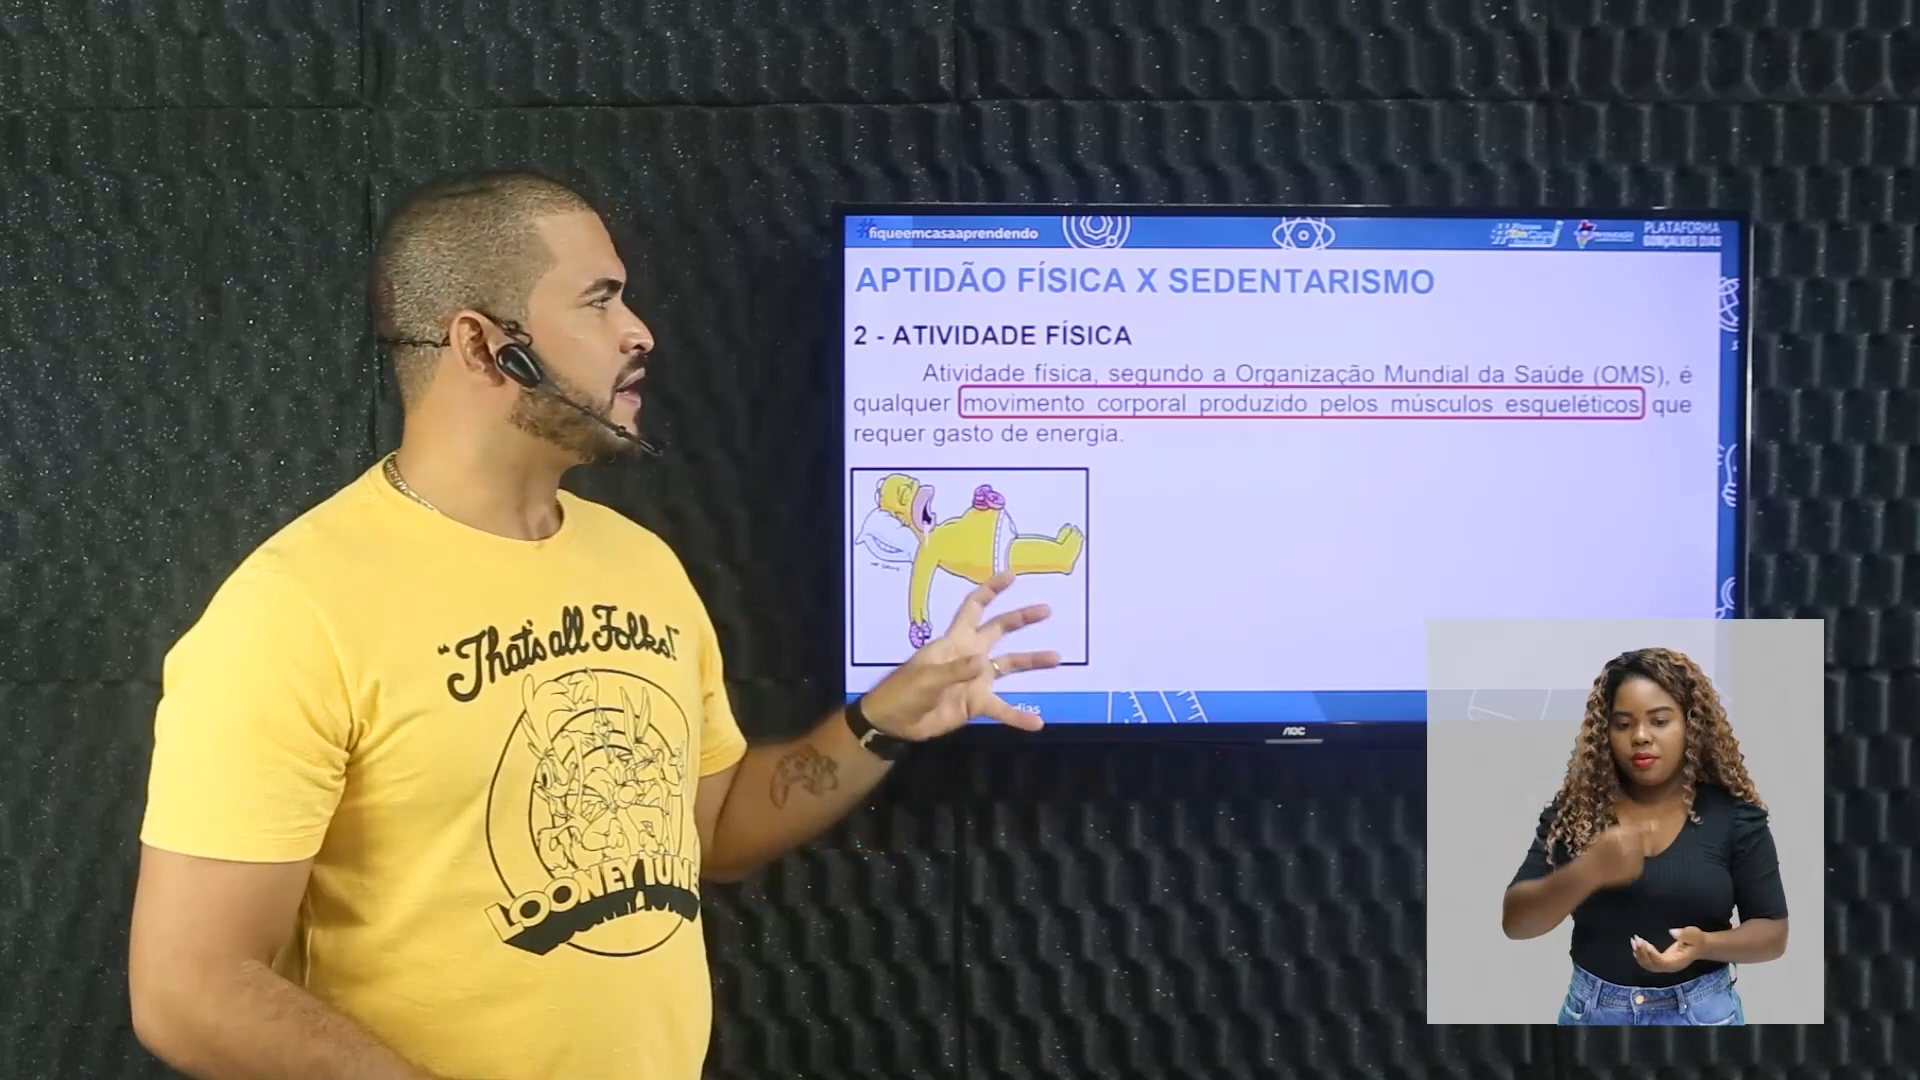 #fiqueemcasaaprendendo
PLATAFORMA
GONÇALVES DIAS
APTIDÃO FÍSICA X SEDENTARISMO
2 - ATIVIDADE FÍSICA
Atividade física, segundo a Organização Mundial da Saúde (OMS), é
qualquer movimento corporal produzido pelos músculos esqueléticos que
requer gasto de energia.
AOC
"That's all Folks!"
LOONEY TUNE